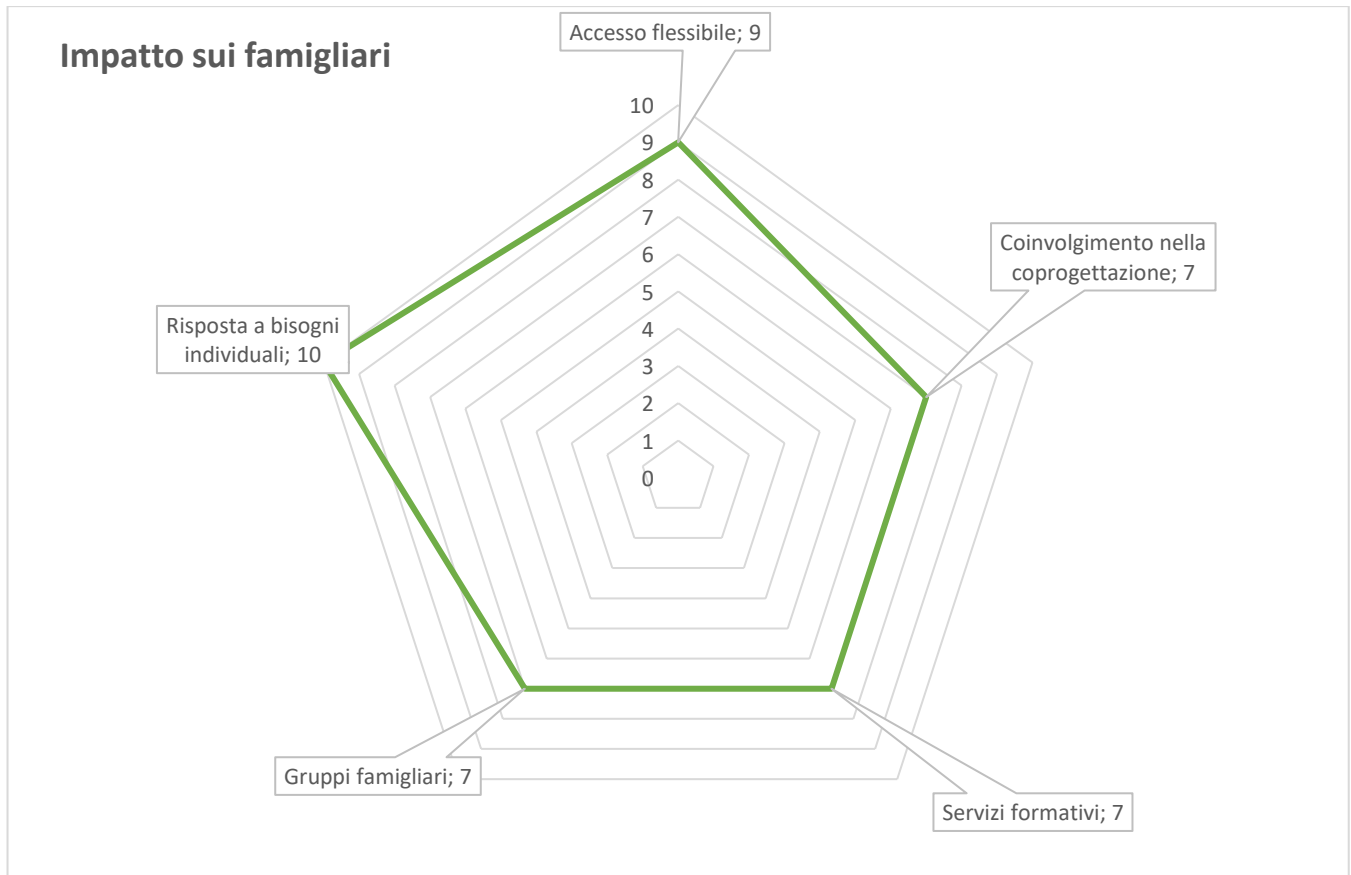 Impatto sui famigliari
Accesso flessibile; 9
10
9
8
7
6
5
4
3
2
1
0
Coinvolgimento nella
coprogettazione; 7
Risposta a bisogni
individuali; 10
Gruppi famigliari; 7
Servizi formativi; 7